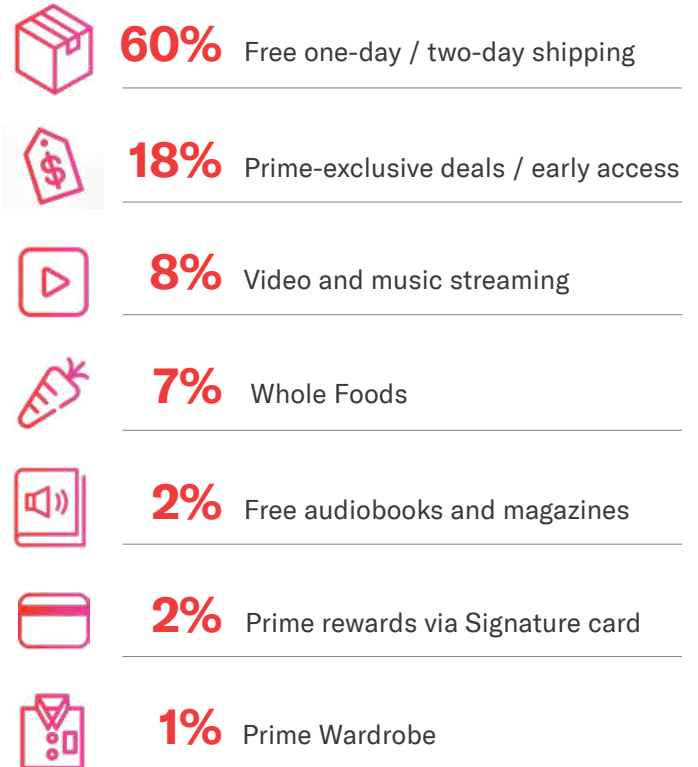 60% Free one-day / two-day shipping
$
18% Prime-exclusive deals / early access
8% Video and music streaming
7% Whole Foods
2% Free audiobooks and magazines
2% Prime rewards via Signature card
1% Prime Wardrobe